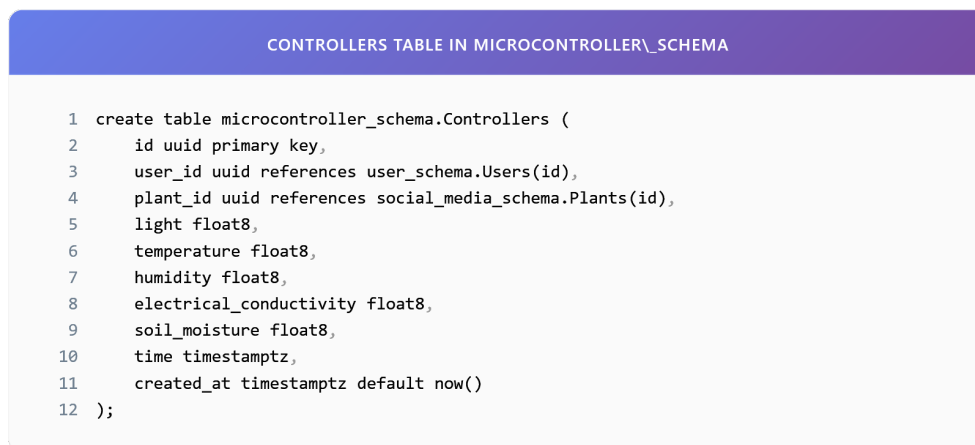 CONTROLLERS TABLE IN MICROCONTROLLER\_SCHEMA
1 create table microcontroller_schema.Controllers (
2 id uuid primary key,
3 user_id uuid references user_schema.Users(id),
4 plant_id uuid references social_media_schema.Plants(id),
5 light float8,
6 temperature float8,
7 humidity float8,
8 electrical_conductivity float8,
9 soil_moisture float8,
10 time timestamptz,
11 created_at timestamptz default now()
12 );